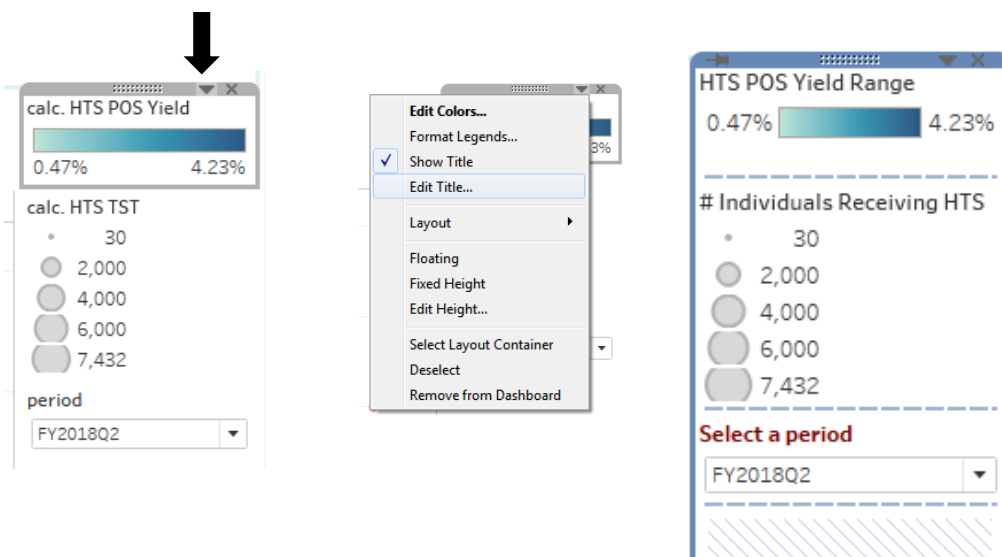 calc. HTS POS Yield
0.47% 4.23%
calc. HTS TST
30
2,000
4,000
6,000
7,432
period
FY2018Q2
Edit Colors...
Format Legends...
Show Title
Edit Title...
Layout
Floating
Fixed Height
Edit Height...
Select Layout Container
Deselect
Remove from Dashboard
3%
HTS POS Yield Range
0.47% 4.23%
# Individuals Receiving HTS
30
2,000
4,000
6,000
7,432
Select a period
FY2018Q2